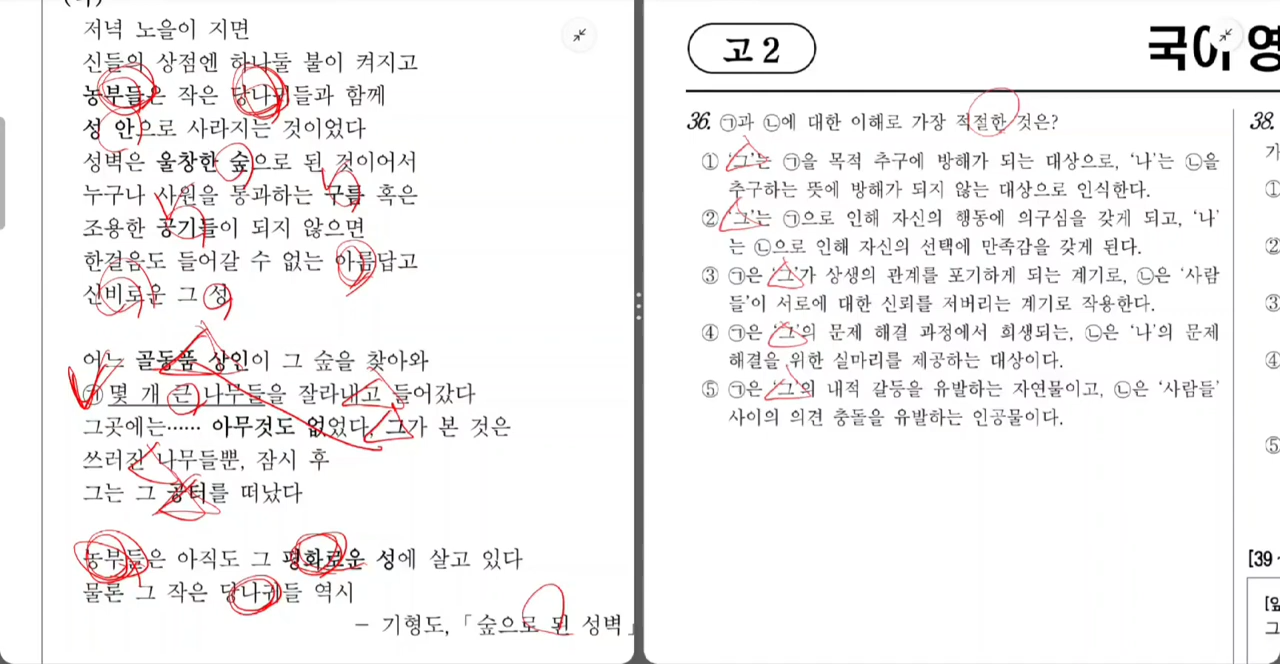 저녁 노을이 지면
신들의 상점엔 하나둘 불이 켜지고
농부들은 작은 당나귀들과 함께
성 안으로 사라지는 것이었다
성벽은 울창한 숲으로 된 것이어서
누구나 사원을 통과하는 구름 혹은
조용한 공기들이 되지 않으면
한걸음도 들어갈 수 없는 아름답고
신비로운 그 성
어느 골동품 상인이 그 숲을 찾아와
㉠ 몇 개 큰 나무들을 잘라내고 들어갔다
그곳에는…… 아무것도 없었다, 그가 본 것은
쓰러진 나무들뿐, 잠시 후
그는 그 공터를 떠났다
농부들은 아직도 그 평화로운 성에 살고 있다
물론 그 작은 당나귀들 역시
- 기형도, 「숲으로 된 성벽」
고 2
국어 영
36. ㉠과 ㉡에 대한 이해로 가장 적절한 것은?
① ‘그’는 ㉠을 목적 추구에 방해가 되는 대상으로, ‘나’는 ㉡을
추구하는 뜻에 방해가 되지 않는 대상으로 인식한다.
② ‘그’는 ㉠으로 인해 자신의 행동에 의구심을 갖게 되고, ‘나’
는 ㉡으로 인해 자신의 선택에 만족감을 갖게 된다.
③ ㉠은 ‘그’가 상생의 관계를 포기하게 되는 계기로, ㉡은 ‘사람
들’이 서로에 대한 신뢰를 저버리는 계기로 작용한다.
④ ㉠은 ‘그’의 문제 해결 과정에서 희생되는, ㉡은 ‘나’의 문제
해결을 위한 실마리를 제공하는 대상이다.
⑤ ㉠은 ‘그’의 내적 갈등을 유발하는 자연물이고, ㉡은 ‘사람들’
사이의 의견 충돌을 유발하는 인공물이다.
38.
가
①
②
③
④
⑤
[39
그